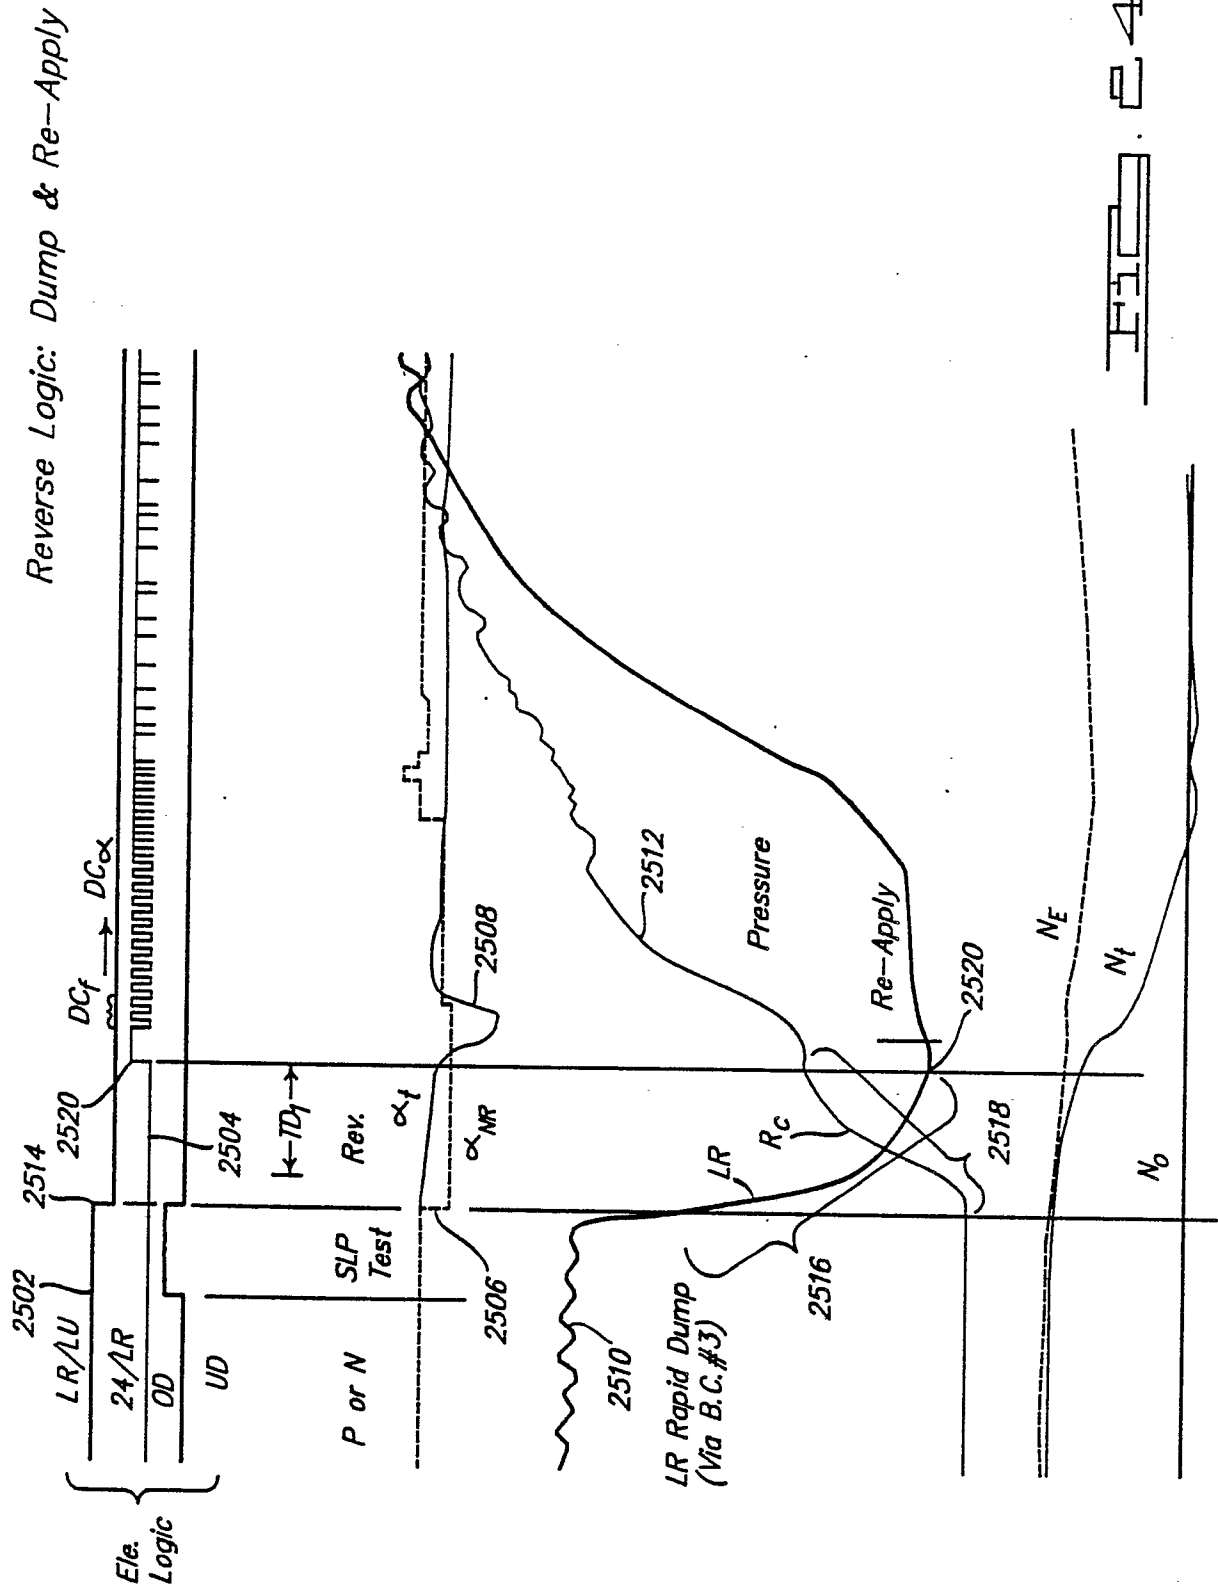 Reverse Logic: Dump & Re-Apply
Ele.
Logic
LR/LU
24/LR
OD
UD
2502
2514
2520
2504
DCf → DCα
P or N
SLP
Test
Rev.
TD1
αt
αNR
2506
2508
2510
2512
LR Rapid Dump
(Via B.C.#3)
2516
LR
RC
2518
Pressure
Re-Apply
2520
NE
Nt
NO
FIG. 24